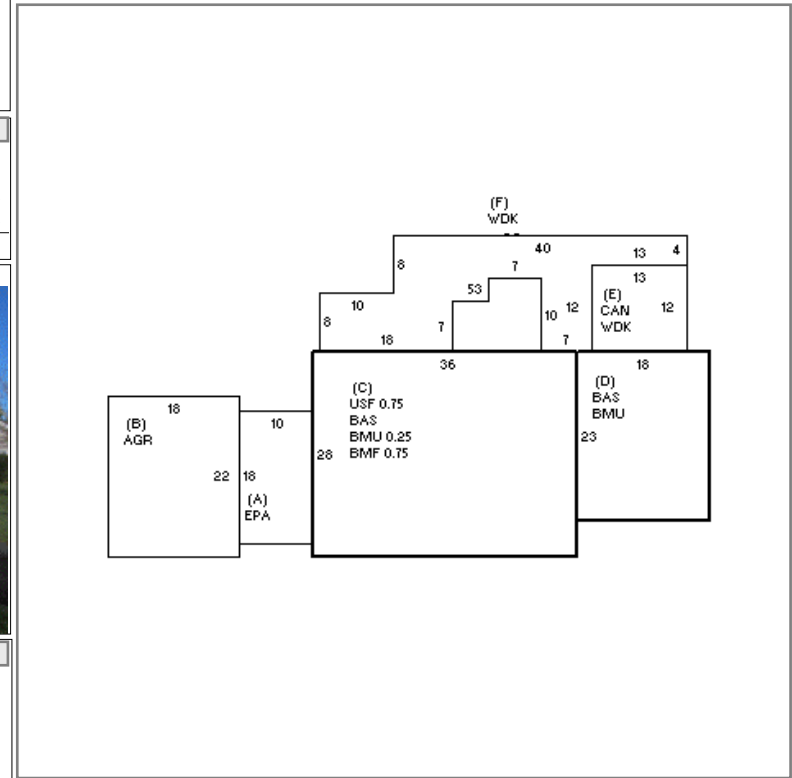 (F)
WDK
40
13
4
8
7
13
53
(E)
CAN
WDK
10
8
7
10
12
12
18
7
36
18
(C)
USF 0.75
BAS
BMU 0.25
BMF 0.75
(D)
BAS
BMU
18
(B)
AGR
10
28
23
22
18
(A)
EPA